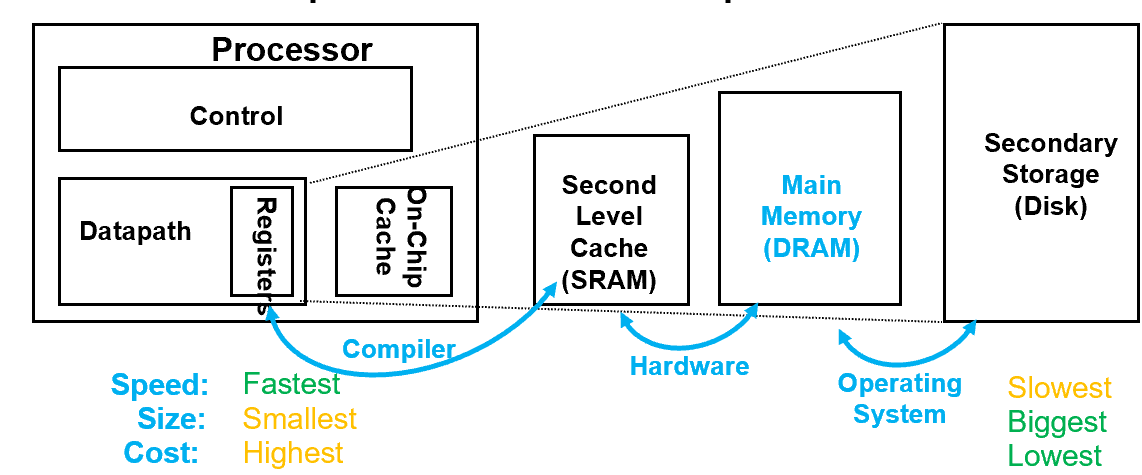 Processor
Control
Datapath
Registers
On-Chip
Cache
Second
Level
Cache
(SRAM)
Main
Memory
(DRAM)
Secondary
Storage
(Disk)
Compiler
Hardware
Operating
System
Speed: Fastest Slowest
Size: Smallest Biggest
Cost: Highest Lowest